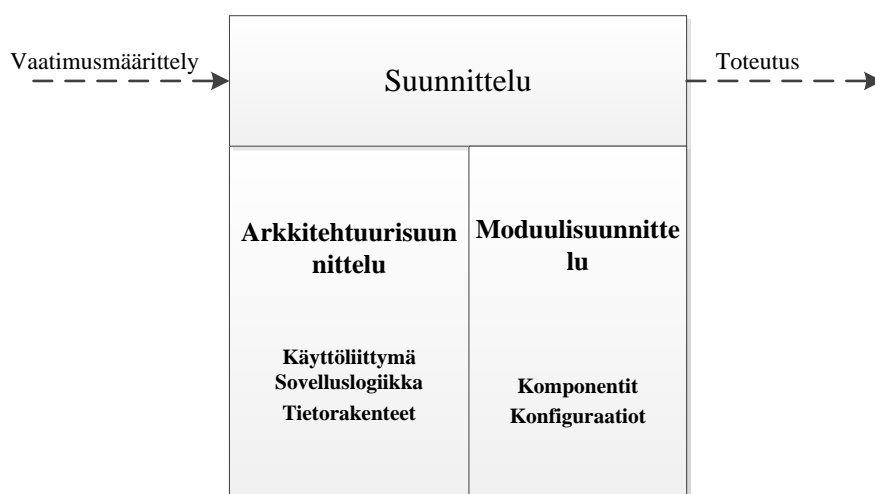 Vaatimusmäärittely
Suunnittelu
Toteutus
Arkkitehtuurisuun
nittelu
Moduulisuunnitte
lu
Käyttöliittymä
Sovelluslogiikka
Tietorakenteet
Komponentit
Konfiguraatiot